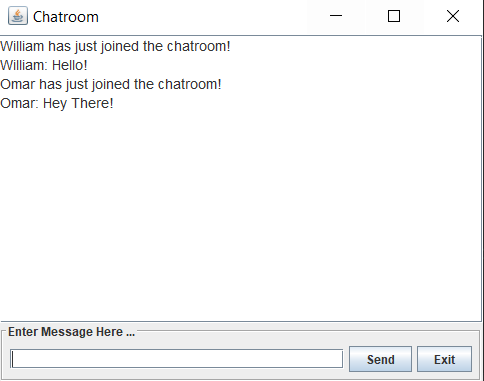 Chatroom
William has just joined the chatroom!
William: Hello!
Omar has just joined the chatroom!
Omar: Hey There!
Enter Message Here ...
Send Exit